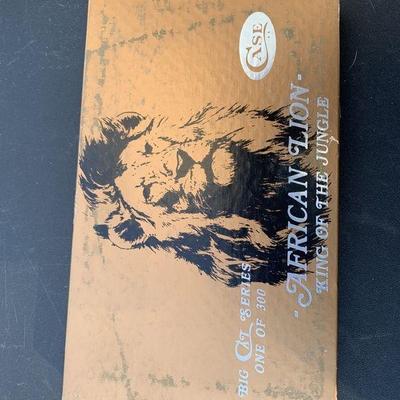 CASE
- AFRICAN LION -
KING OF THE JUNGLE
BIG CAT SERIES
ONE OF 300